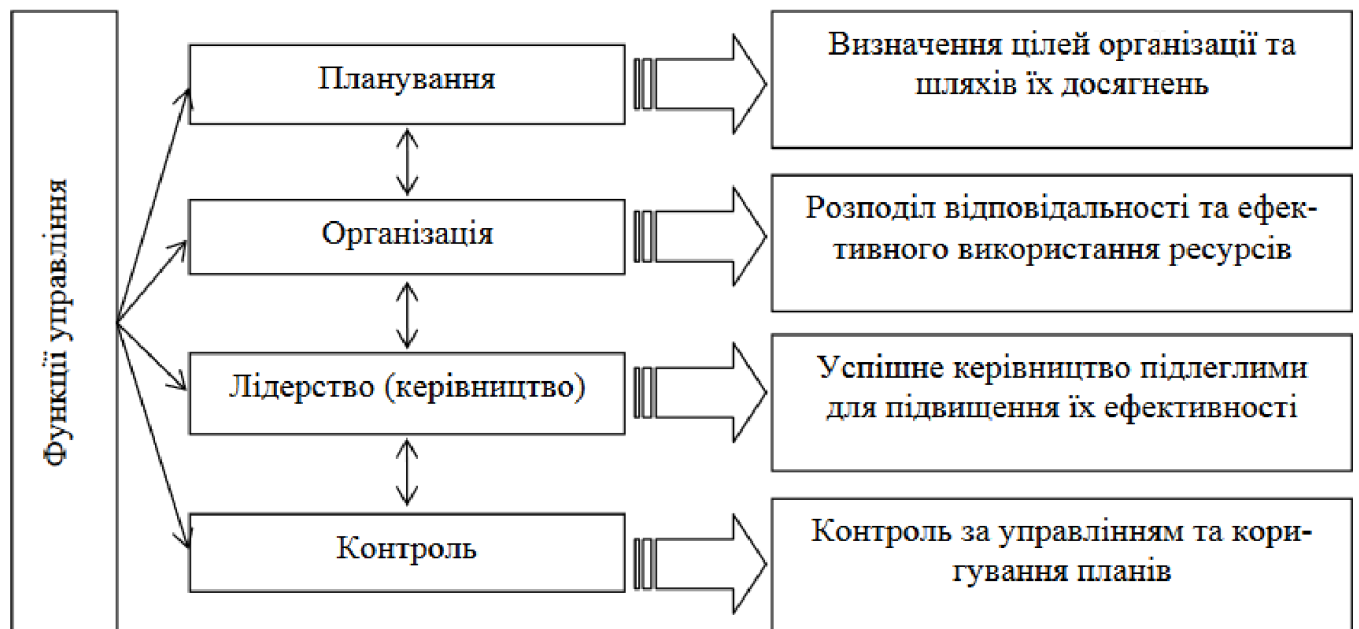 Функції управління
Планування
Визначення цілей організації та
шляхів їх досягнень
Організація
Розподіл відповідальності та ефек-
тивного використання ресурсів
Лідерство (керівництво)
Успішне керівництво підлеглими
для підвищення їх ефективності
Контроль
Контроль за управлінням та кори-
гування планів